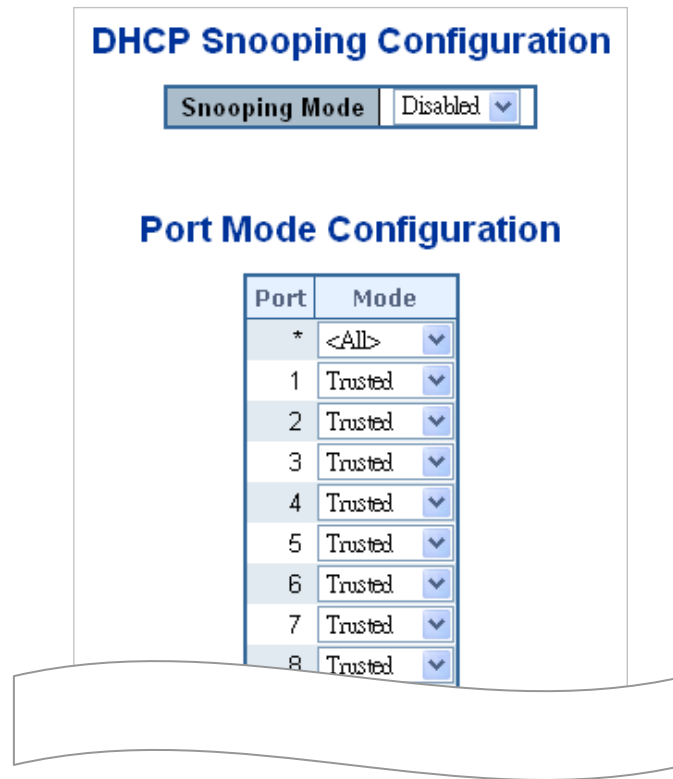 DHCP Snooping Configuration
Snooping Mode Disabled
Port Mode Configuration
Port Mode
* <All>
1 Trusted
2 Trusted
3 Trusted
4 Trusted
5 Trusted
6 Trusted
7 Trusted
8 Trusted